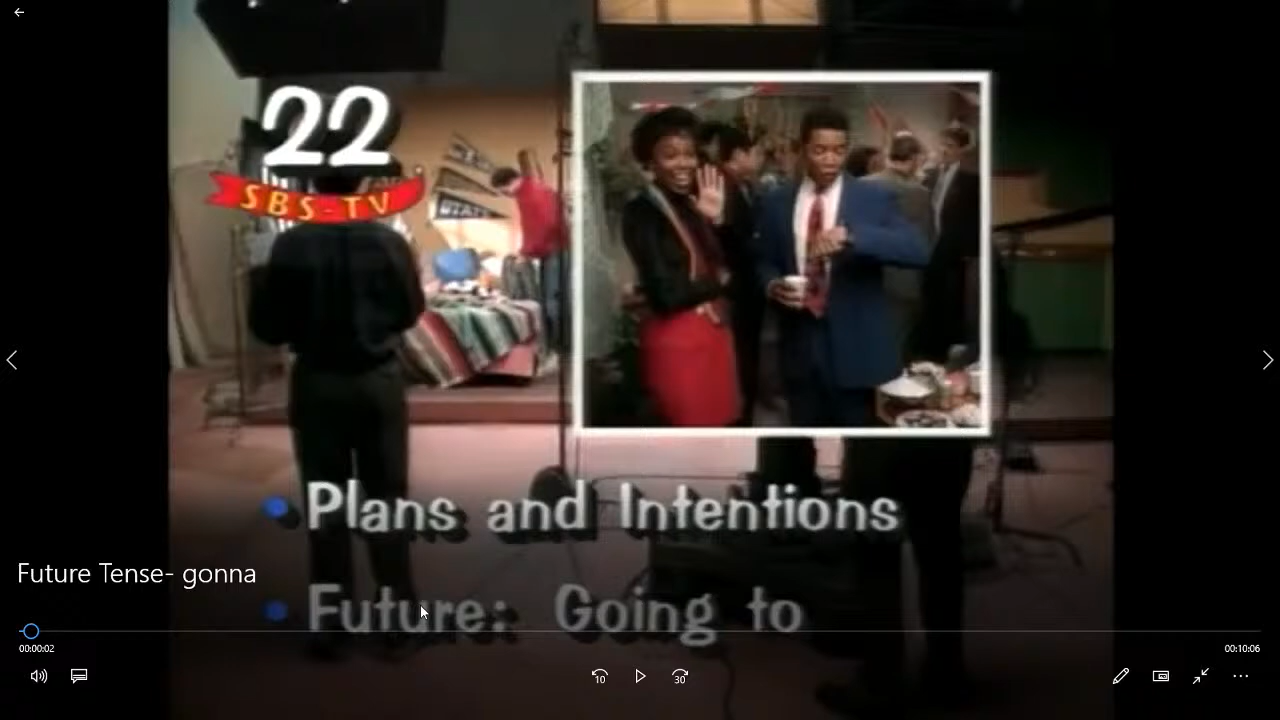 22
SBS-TV
STATE
• Plans and Intentions
Future Tense- gonna
• Future: Going to
00:00:02
00:10:06
10
30